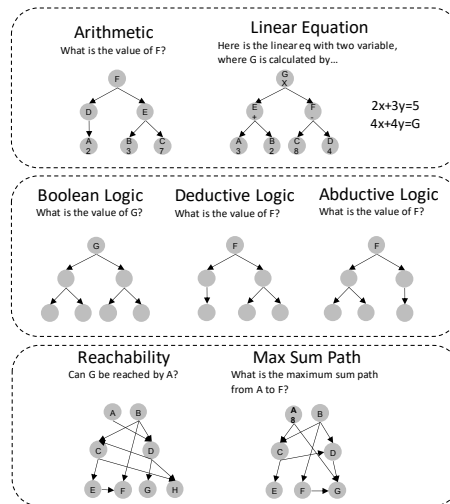 Arithmetic
What is the value of F?
F
D
E
A
2
B
3
C
7
Linear Equation
Here is the linear eq with two variable,
where G is calculated by…
G
X
E
+
F
-
A
3
B
2
C
8
D
4
2x+3y=5
4x+4y=G
Boolean Logic
What is the value of G?
G
Deductive Logic
What is the value of F?
F
Abductive Logic
What is the value of F?
F
Reachability
Can G be reached by A?
A
B
C
D
E
F
G
H
Max Sum Path
What is the maximum sum path
from A to F?
A
8
B
C
D
E
F
G